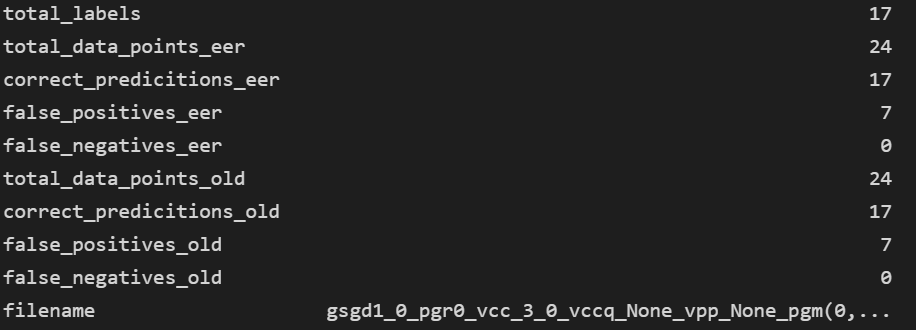 total_labels 17
total_data_points_eer 24
correct_predicitions_eer 17
false_positives_eer 7
false_negatives_eer 0
total_data_points_old 24
correct_predicitions_old 17
false_positives_old 7
false_negatives_old 0
filename gsgd1_0_pgr0_vcc_3_0_vccq_None_vpp_None_pgm(0,...